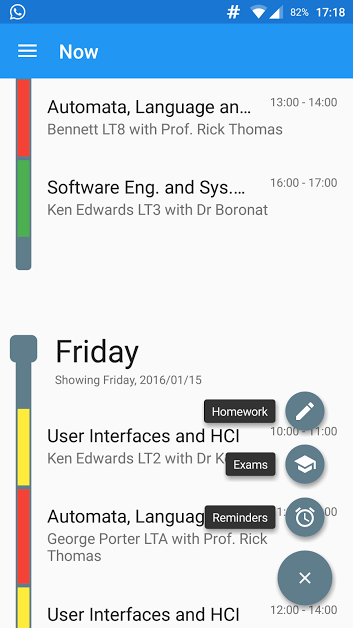 82% 17:18
Now
Automata, Language an... 13:00 - 14:00
Bennett LT8 with Prof. Rick Thomas
Software Eng. and Sys.... 16:00 - 17:00
Ken Edwards LT3 with Dr Boronat
Friday
Showing Friday, 2016/01/15
Homework
User Interfaces and HCI 10:00 - 11:00
Ken Edwards LT2 with Dr K
Exams
Automata, Languag
Reminders
George Porter LTA with Prof. Rick
Thomas
User Interfaces and HCI 12:00 - 14:00